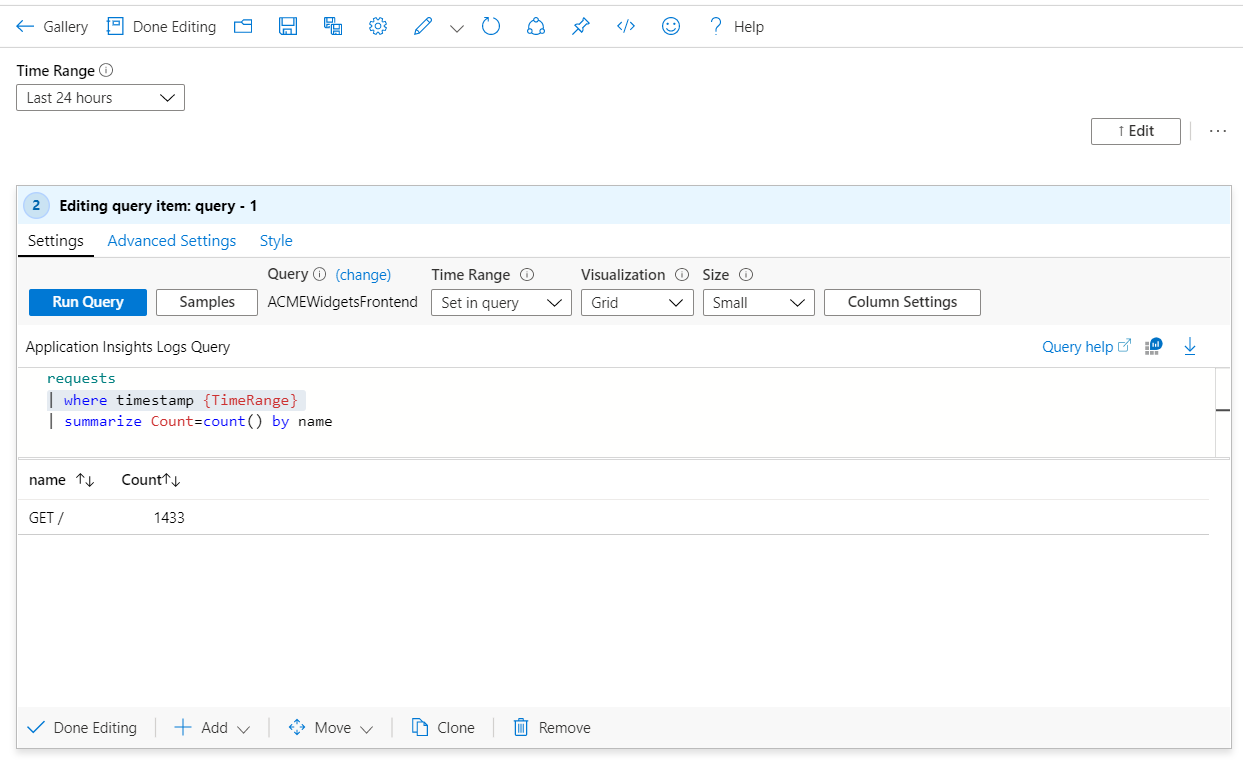 Gallery Done Editing Help
Time Range
Last 24 hours
↑ Edit ...
2 Editing query item: query - 1
Settings Advanced Settings Style
Query (change) Time Range Visualization Size
Run Query Samples ACMEWidgetsFrontend Set in query Grid Small Column Settings
Application Insights Logs Query Query help
requests
| where timestamp {TimeRange}
| summarize Count=count() by name
name ↑↓ Count↑↓
GET / 1433
Done Editing Add Move Clone Remove